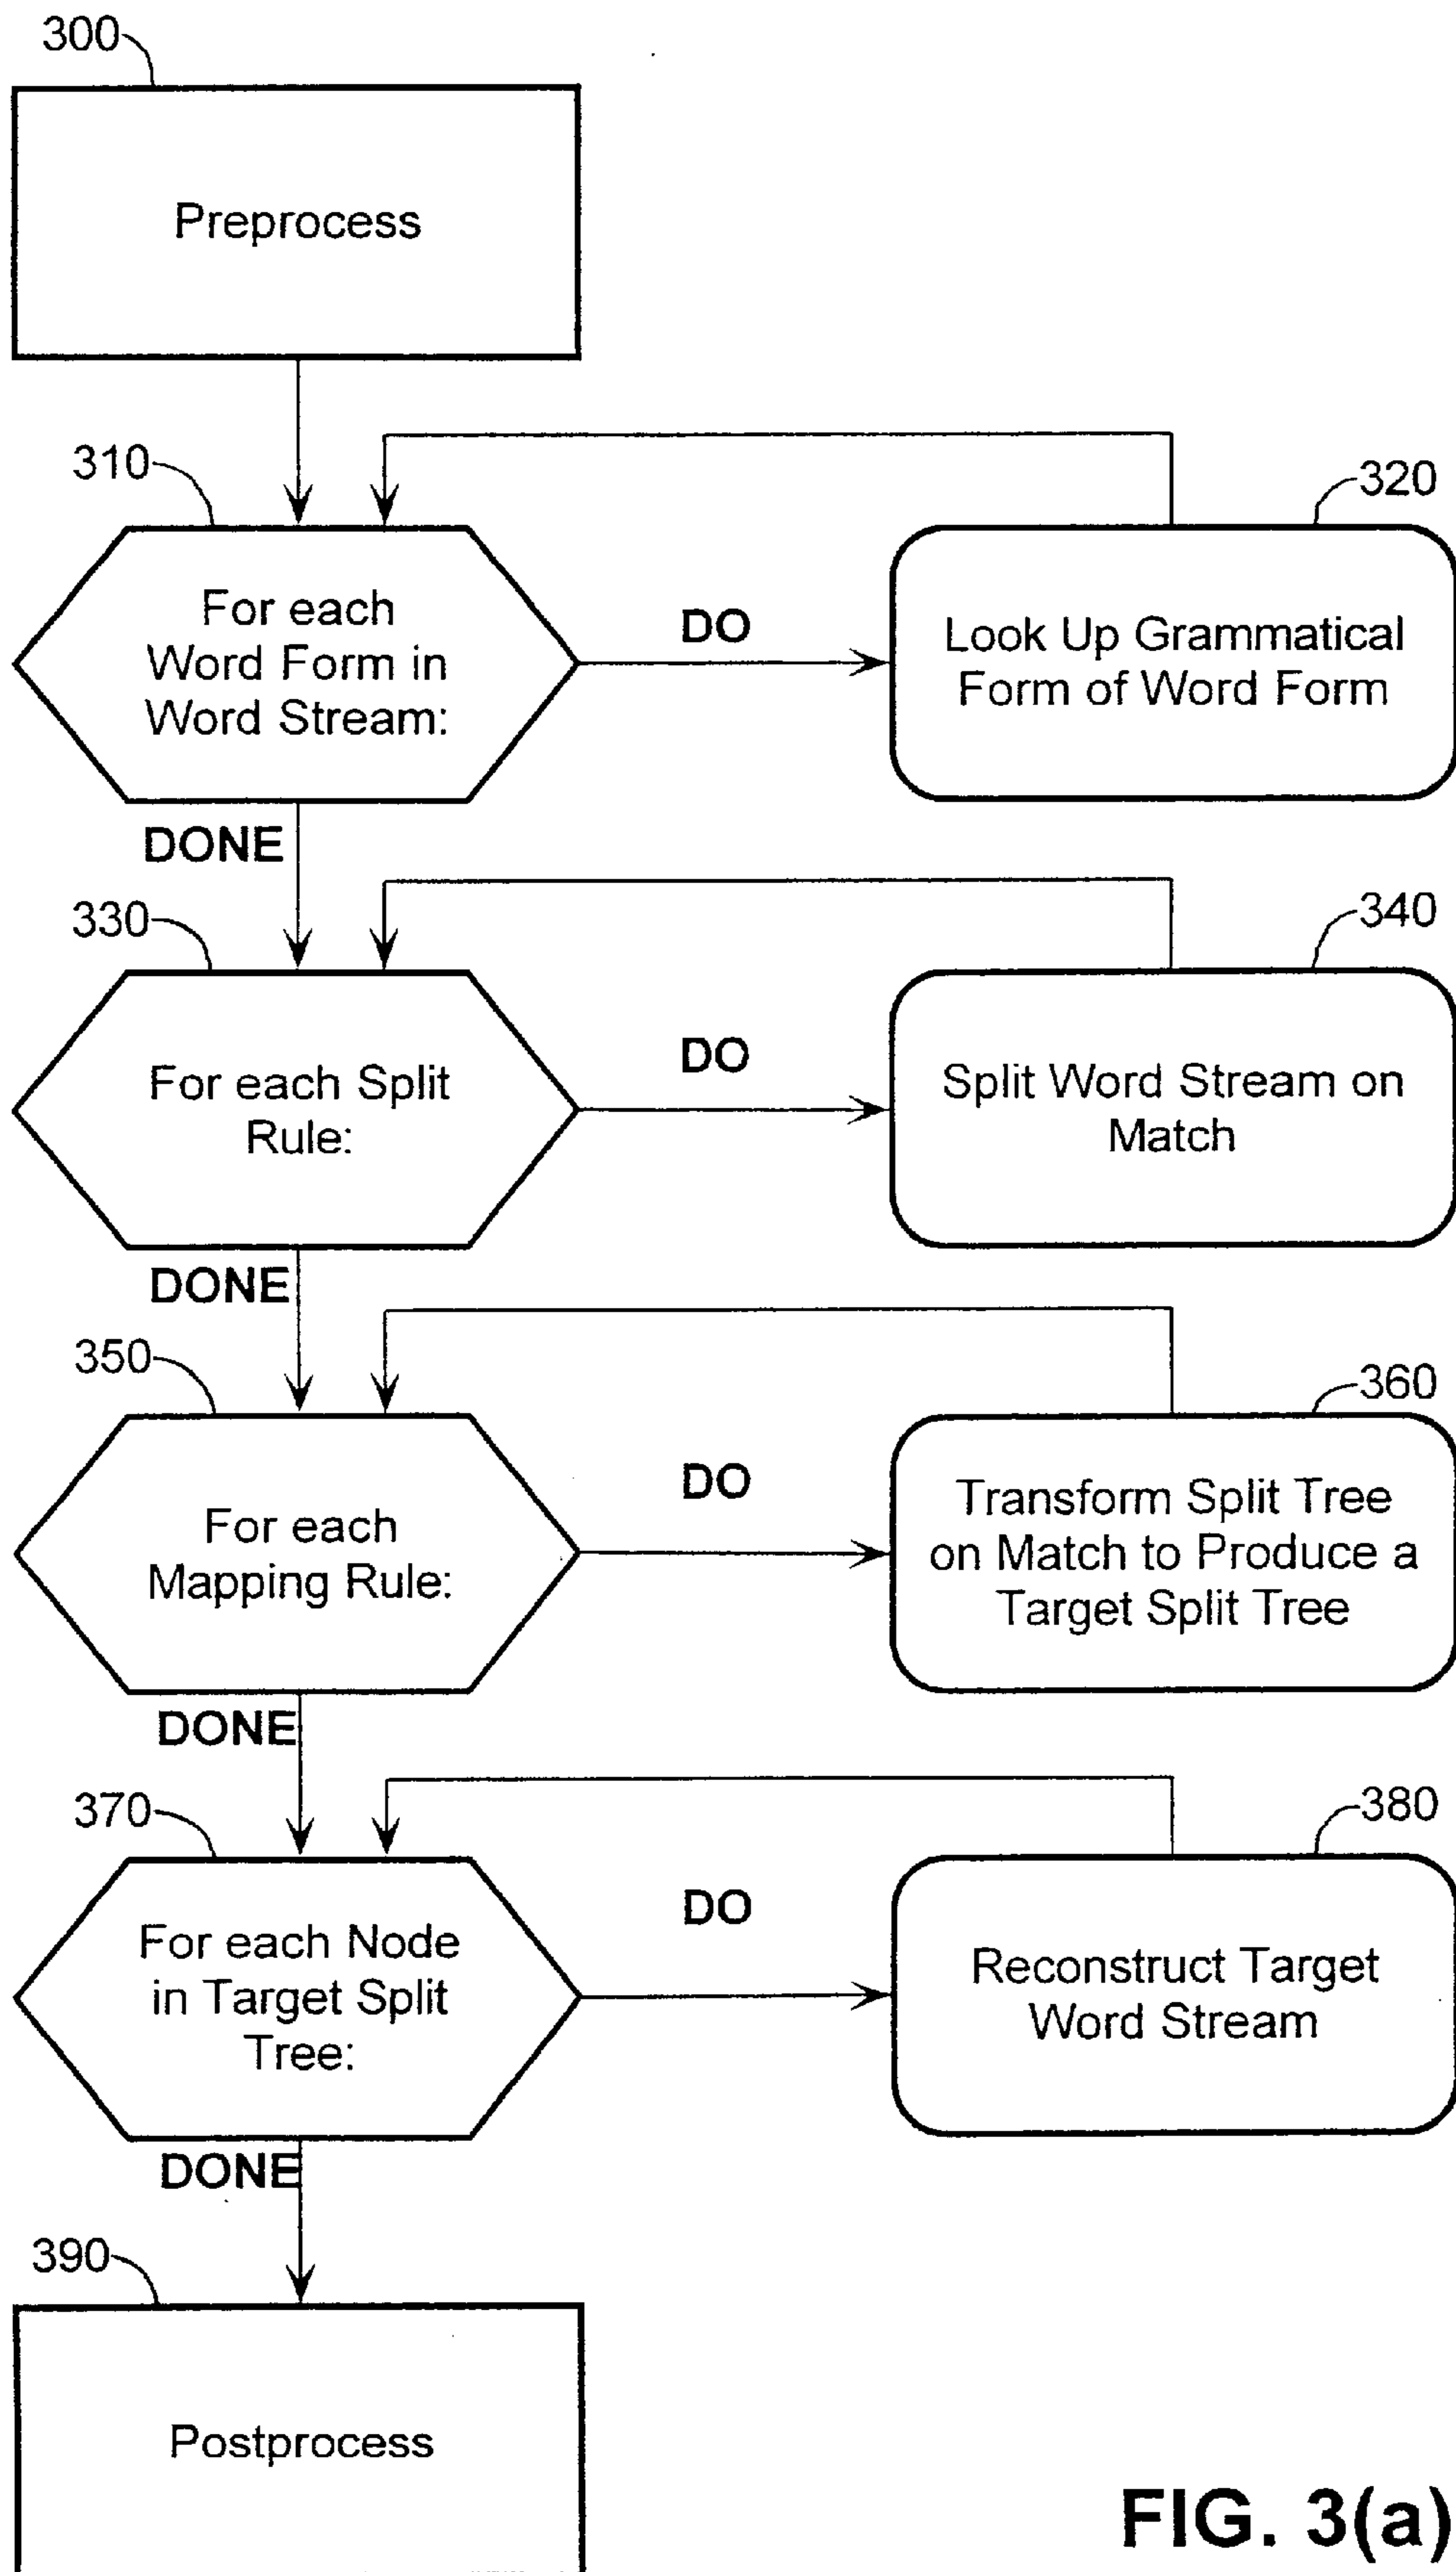 300
Preprocess
310
320
For each
Word Form in
Word Stream:
DO
Look Up Grammatical
Form of Word Form
DONE
330
340
For each Split
Rule:
DO
Split Word Stream on
Match
DONE
350
360
For each
Mapping Rule:
DO
Transform Split Tree
on Match to Produce a
Target Split Tree
DONE
370
380
For each Node
in Target Split
Tree:
DO
Reconstruct Target
Word Stream
DONE
390
Postprocess
FIG. 3(a)